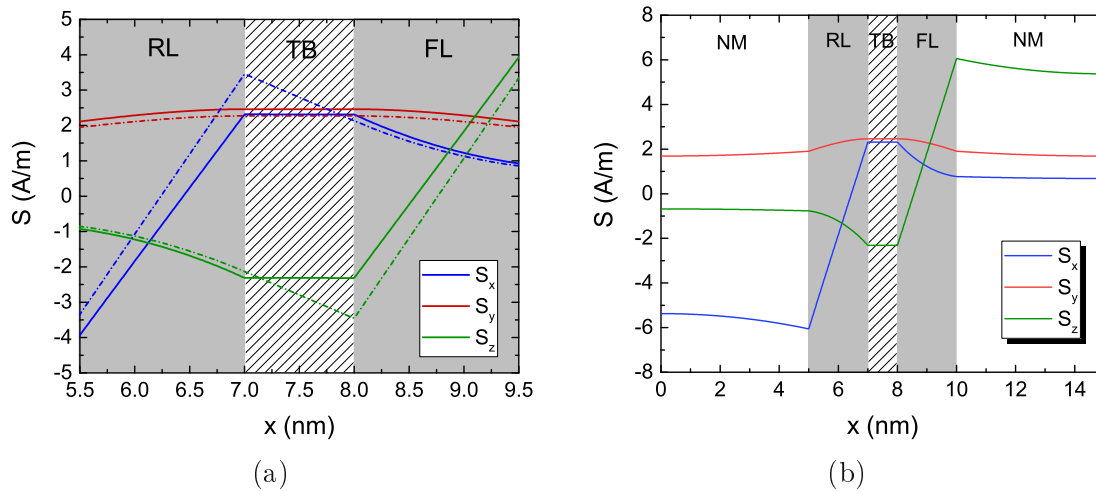 RL TB FL
5
4
3
2
1
0
-1
-2
-3
-4
-5
S (A/m)
5.5 6.0 6.5 7.0 7.5 8.0 8.5 9.0 9.5
x (nm)
Sx
Sy
Sz
(a)
NM RL TB FL NM
8
6
4
2
0
-2
-4
-6
-8
S (A/m)
0 2 4 6 8 10 12 14
x (nm)
Sx
Sy
Sz
(b)